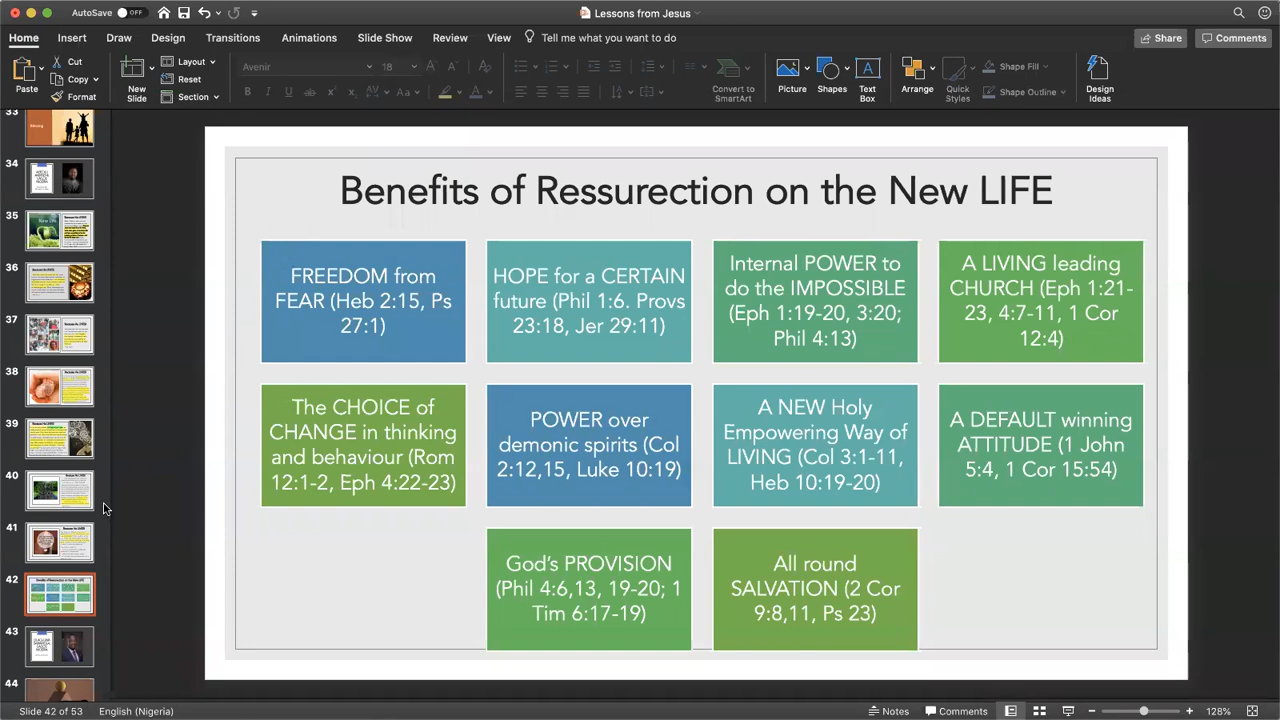 AutoSave OFF
Lessons from Jesus
Home Insert Draw Design Transitions Animations Slide Show Review View Tell me what you want to do Share Comments
Paste Cut Copy Format New Slide Layout Reset Section Avenir 18 Convert to SmartArt Picture Shapes Text Box Arrange Quick Styles Shape Fill Shape Outline Design Ideas
33
34
35
36
37
38
39
40
41
42
43
44
Benefits of Ressurection on the New LIFE
FREEDOM from
FEAR (Heb 2:15, Ps
27:1)
HOPE for a CERTAIN
future (Phil 1:6. Provs
23:18, Jer 29:11)
Internal POWER to
do the IMPOSSIBLE
(Eph 1:19-20, 3:20;
Phil 4:13)
A LIVING leading
CHURCH (Eph 1:21-
23, 4:7-11, 1 Cor
12:4)
The CHOICE of
CHANGE in thinking
and behaviour (Rom
12:1-2, Eph 4:22-23)
POWER over
demonic spirits (Col
2:12,15, Luke 10:19)
A NEW Holy
Empowering Way of
LIVING (Col 3:1-11,
Heb 10:19-20)
A DEFAULT winning
ATTITUDE (1 John
5:4, 1 Cor 15:54)
God's PROVISION
(Phil 4:6,13, 19-20; 1
Tim 6:17-19)
All round
SALVATION (2 Cor
9:8,11, Ps 23)
Slide 42 of 53 English (Nigeria) Notes Comments 128%